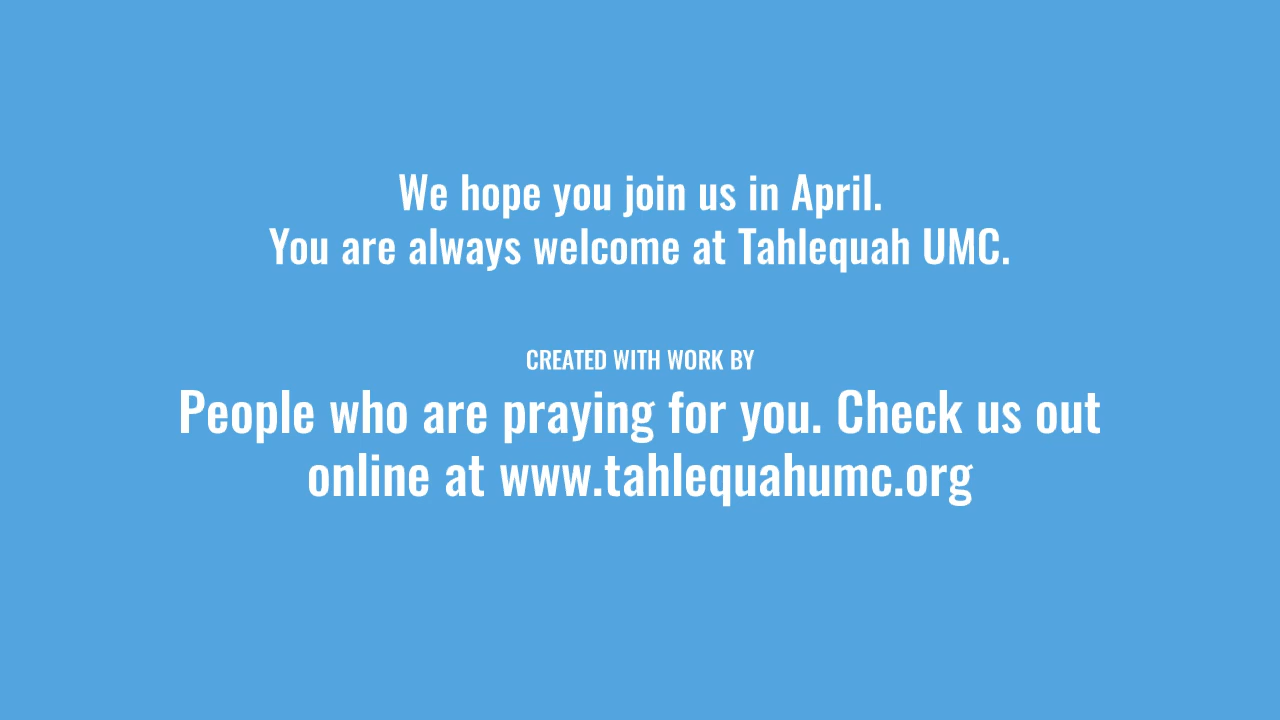 We hope you join us in April.
You are always welcome at Tahlequah UMC.
CREATED WITH WORK BY
People who are praying for you. Check us out
online at www.tahlequahumc.org